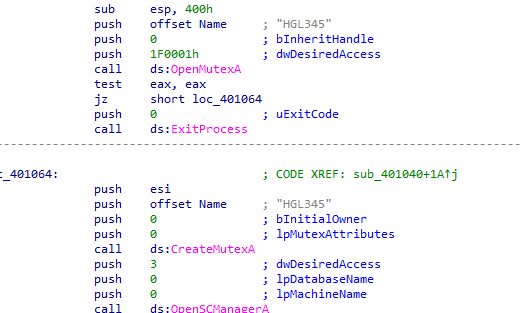 sub esp, 400h
push offset Name ; "HGL345"
push 0 ; bInheritHandle
push 1F0001h ; dwDesiredAccess
call ds:OpenMutexA
test eax, eax
jz short loc_401064
push 0 ; uExitCode
call ds:ExitProcess
c_401064: ; CODE XREF: sub_401040+1A↑j
push esi
push offset Name ; "HGL345"
push 0 ; bInitialOwner
push 0 ; lpMutexAttributes
call ds:CreateMutexA
push 3 ; dwDesiredAccess
push 0 ; lpDatabaseName
push 0 ; lpMachineName
call ds:OpenSCManagerA